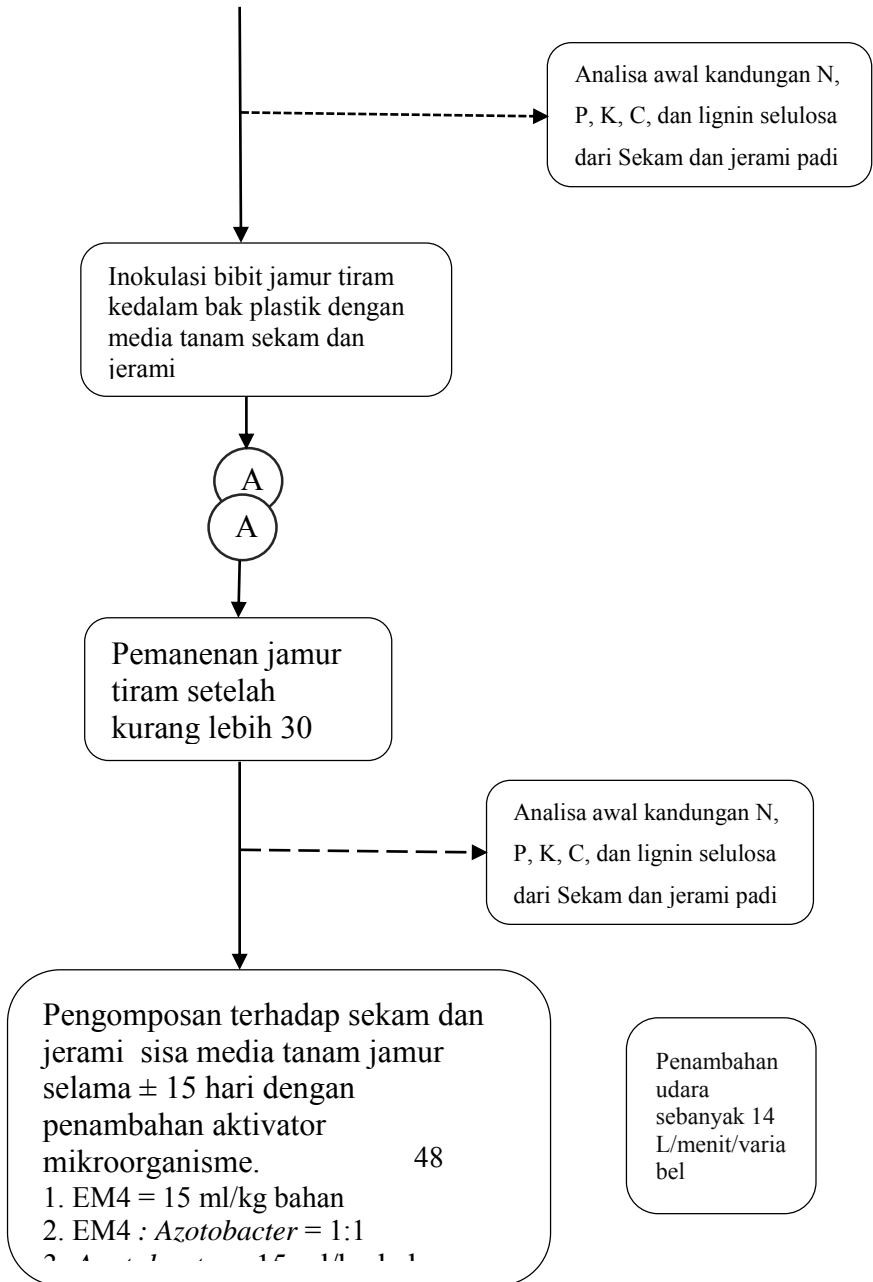 Analisa awal kandungan N,
P, K, C, dan lignin selulosa
dari Sekam dan jerami padi
Inokulasi bibit jamur tiram
kedalam bak plastik dengan
media tanam sekam dan
jerami
A
A
Pemanenan jamur
tiram setelah
kurang lebih 30
Analisa awal kandungan N,
P, K, C, dan lignin selulosa
dari Sekam dan jerami padi
Pengomposan terhadap sekam dan
jerami sisa media tanam jamur
selama ± 15 hari dengan
penambahan aktivator
mikroorganisme.
48
1. EM4 = 15 ml/kg bahan
2. EM4 : Azotobacter = 1:1
Penambahan
udara
sebanyak 14
L/menit/varia
bel